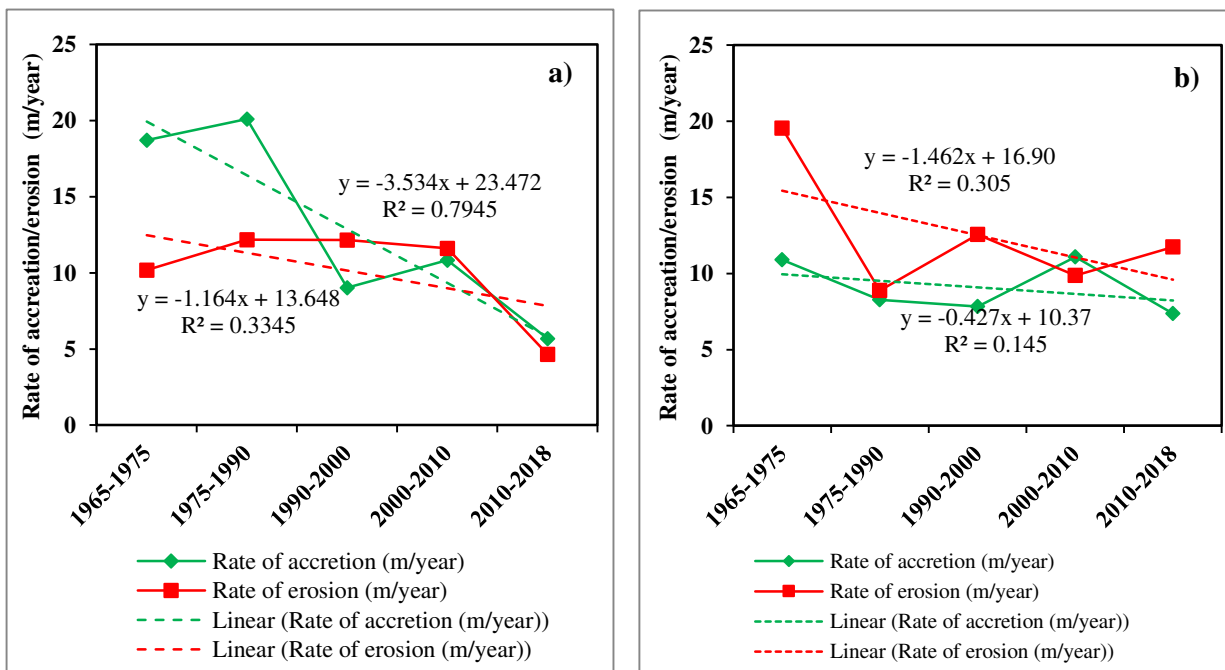 Rate of accreation/erosion (m/year)
25
20
15
10
5
0
a)
y = -3.534x + 23.472
R² = 0.7945
y = -1.164x + 13.648
R² = 0.3345
1965-1975
1975-1990
1990-2000
2000-2010
2010-2018
Rate of accretion (m/year)
Rate of erosion (m/year)
Linear (Rate of accretion (m/year))
Linear (Rate of erosion (m/year))
Rate of accreation/erosion (m/year)
25
20
15
10
5
0
b)
y = -1.462x + 16.90
R² = 0.305
y = -0.427x + 10.37
R² = 0.145
1965-1975
1975-1990
1990-2000
2000-2010
2010-2018
Rate of accretion (m/year)
Rate of erosion (m/year)
Linear (Rate of accretion (m/year))
Linear (Rate of erosion (m/year))